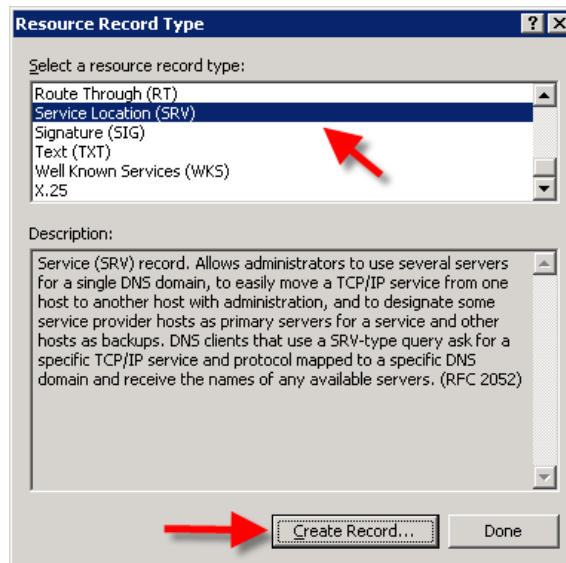 Resource Record Type
Select a resource record type:
Route Through (RT)
Service Location (SRV)
Signature (SIG)
Text (TXT)
Well Known Services (WKS)
X.25
Description:
Service (SRV) record. Allows administrators to use several servers
for a single DNS domain, to easily move a TCP/IP service from one
host to another host with administration, and to designate some
service provider hosts as primary servers for a service and other
hosts as backups. DNS clients that use a SRV-type query ask for a
specific TCP/IP service and protocol mapped to a specific DNS
domain and receive the names of any available servers. (RFC 2052)
Create Record... Done